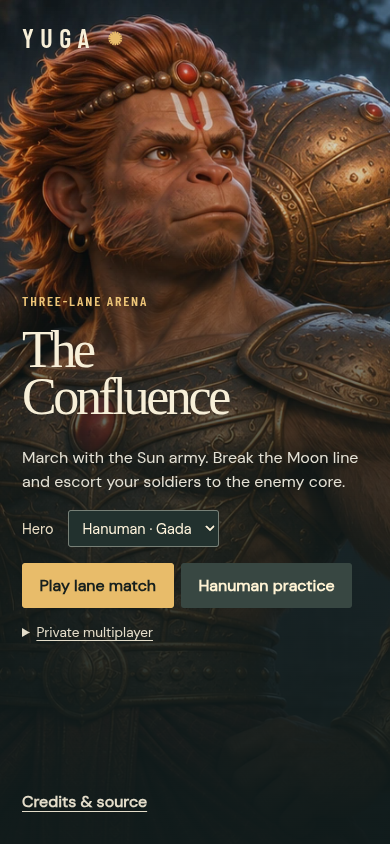 YUGA
THREE-LANE ARENA
The
Confluence
March with the Sun army. Break the Moon line
and escort your soldiers to the enemy core.
Hero Hanuman · Gada
Play lane match Hanuman practice
Private multiplayer
Credits & source